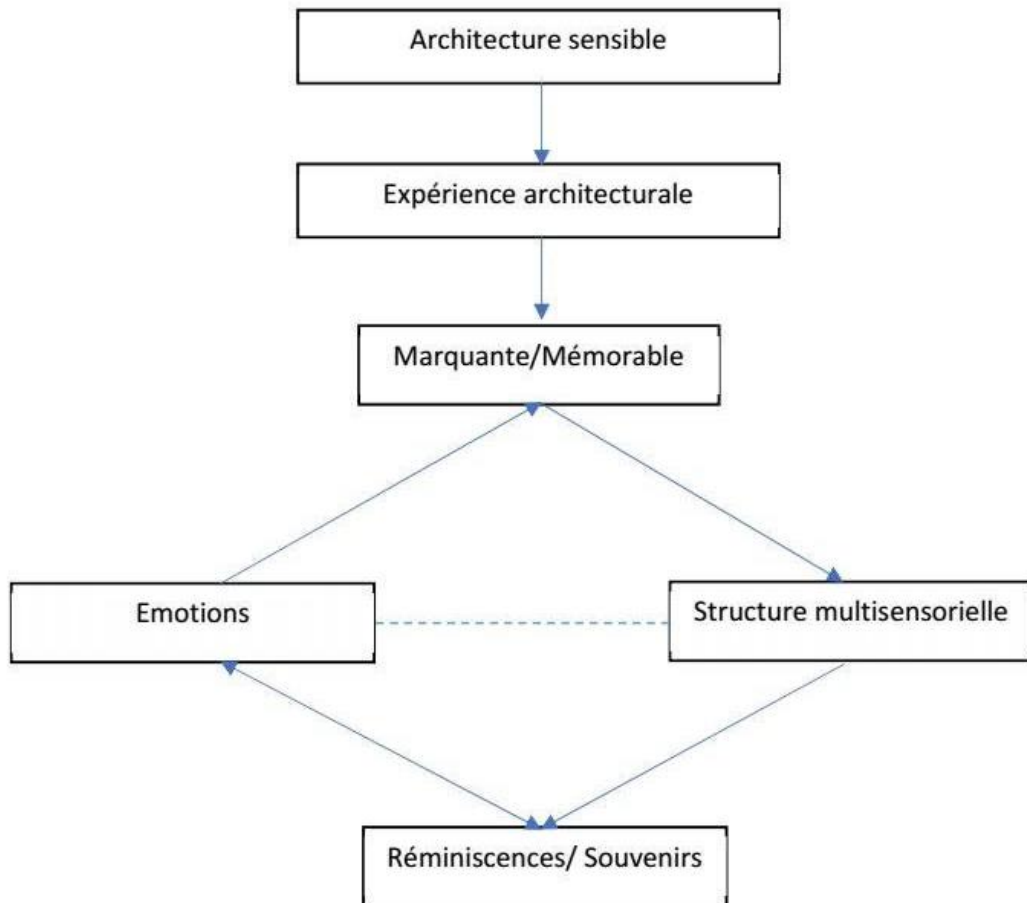 Architecture sensible
Expérience architecturale
Marquante/Mémorable
Emotions
Structure multisensorielle
Réminiscences/ Souvenirs